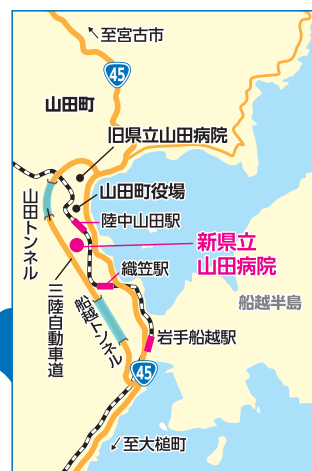 至宮古市
45
山田町
旧県立山田病院
山田町役場
陸中山田駅
山田トンネル
新県立
山田病院
織笠駅
船越半島
三陸自動車道
船越トンネル
岩手船越駅
45
至大槌町